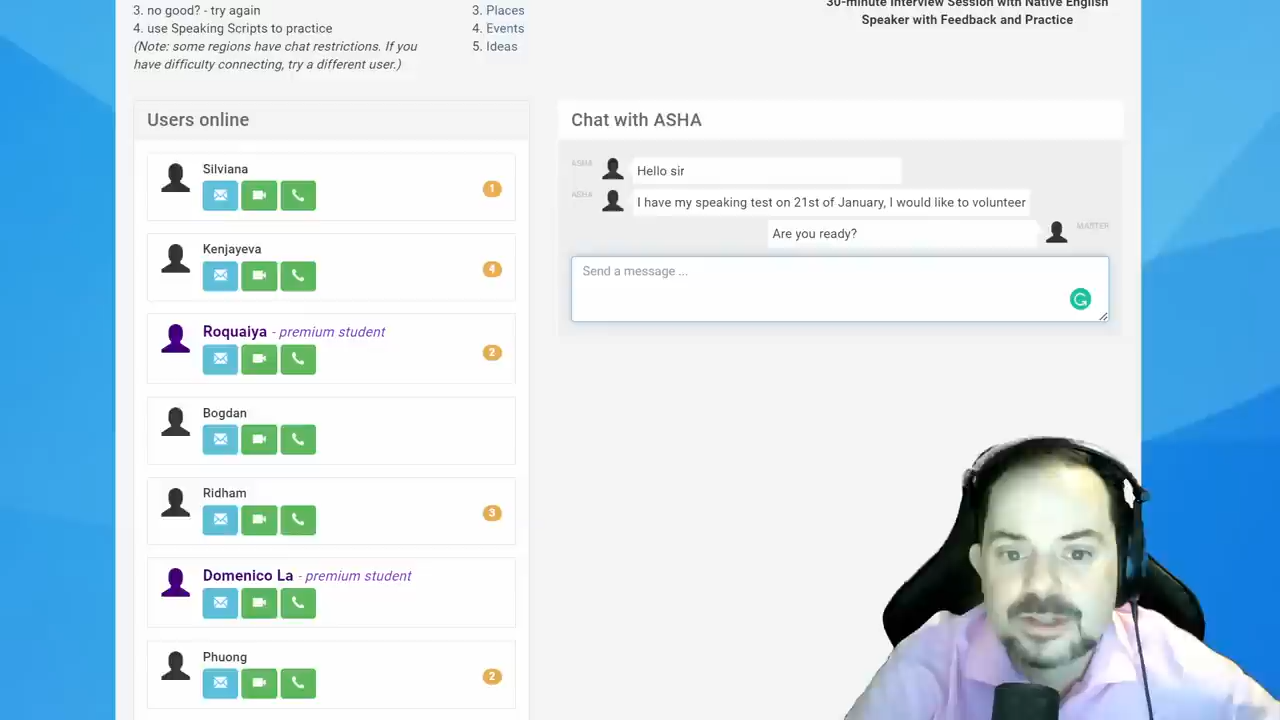 3. no good? - try again
4. use Speaking Scripts to practice
(Note: some regions have chat restrictions. If you
have difficulty connecting, try a different user.)
3. Places
4. Events
5. Ideas
30-minute Interview Session with Native English
Speaker with Feedback and Practice
Users online
Silviana
1
Kenjayeva
4
Roquaiya - premium student
2
Bogdan
Ridham
3
Domenico La - premium student
Phuong
2
Chat with ASHA
ASHA
Hello sir
ASHA
I have my speaking test on 21st of January, I would like to volunteer
Are you ready?
MASTER
Send a message ...